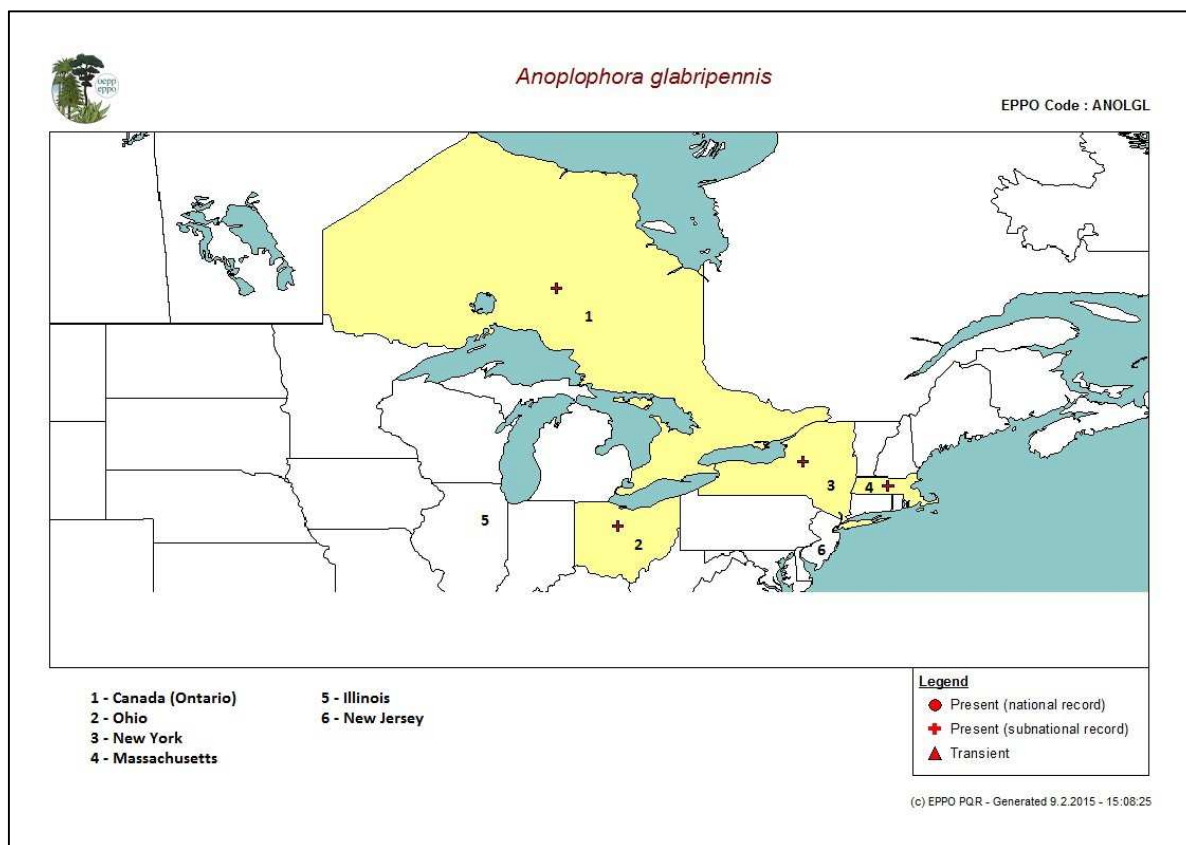 oepp
eppo
Anoplophora glabripennis
EPPO Code : ANOLGL
1
2
3
4
5
6
1 - Canada (Ontario)
2 - Ohio
3 - New York
4 - Massachusetts
5 - Illinois
6 - New Jersey
Legend
Present (national record)
Present (subnational record)
Transient
(c) EPPO PQR - Generated 9.2.2015 - 15:08:25